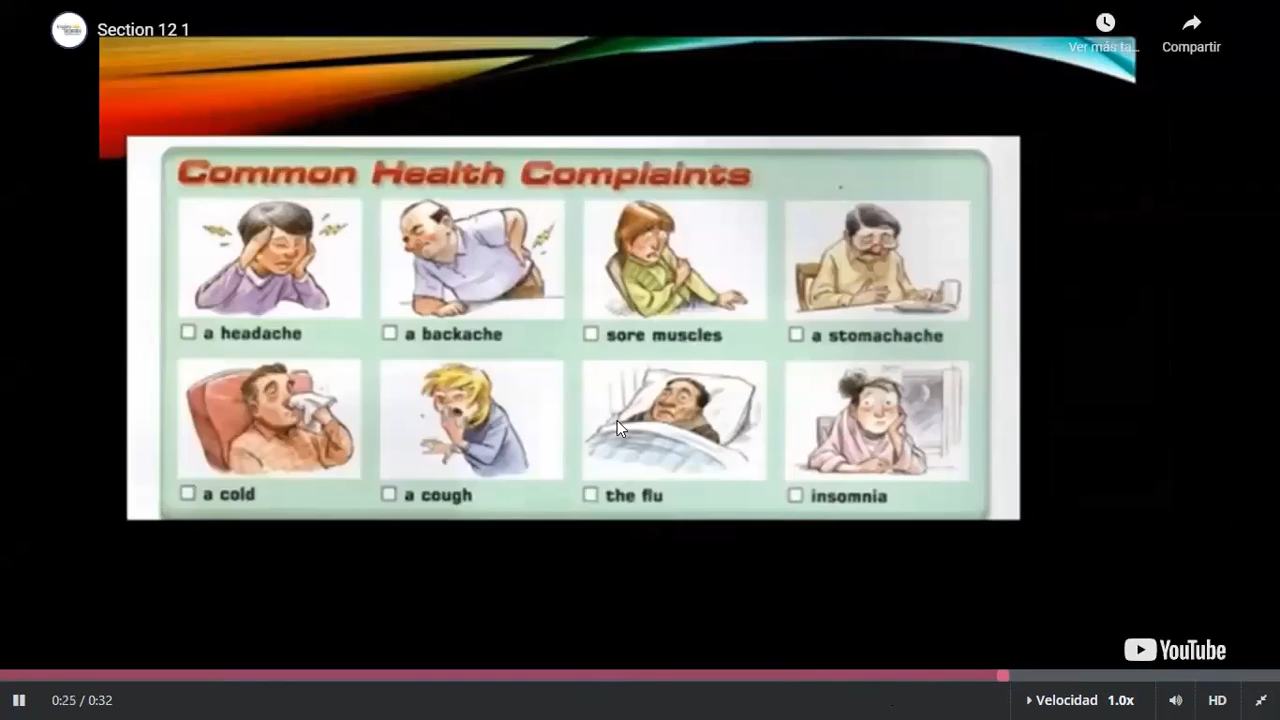 Section 12 1
Ver más ta...
Compartir
Common Health Complaints
a headache
a backache
sore muscles
a stomachache
a cold
a cough
the flu
insomnia
YouTube
0:25 / 0:32
Velocidad 1.0x
HD